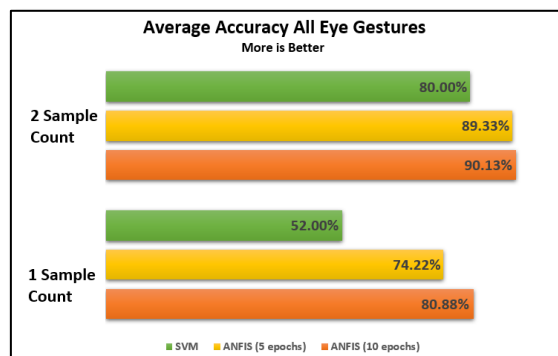 Average Accuracy All Eye Gestures
More is Better
2 Sample
Count
80.00%
89.33%
90.13%
1 Sample
Count
52.00%
74.22%
80.88%
SVM ANFIS (5 epochs) ANFIS (10 epochs)